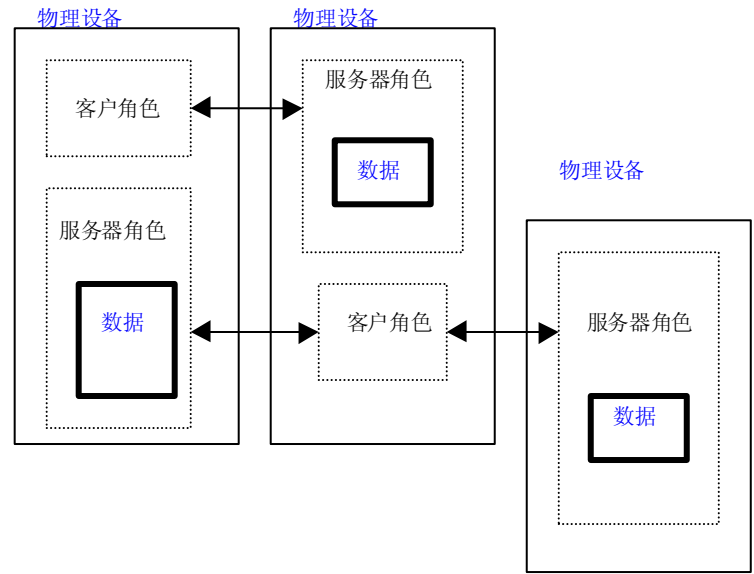 物理设备
客户角色
服务器角色
数据
物理设备
服务器角色
数据
客户角色
物理设备
服务器角色
数据